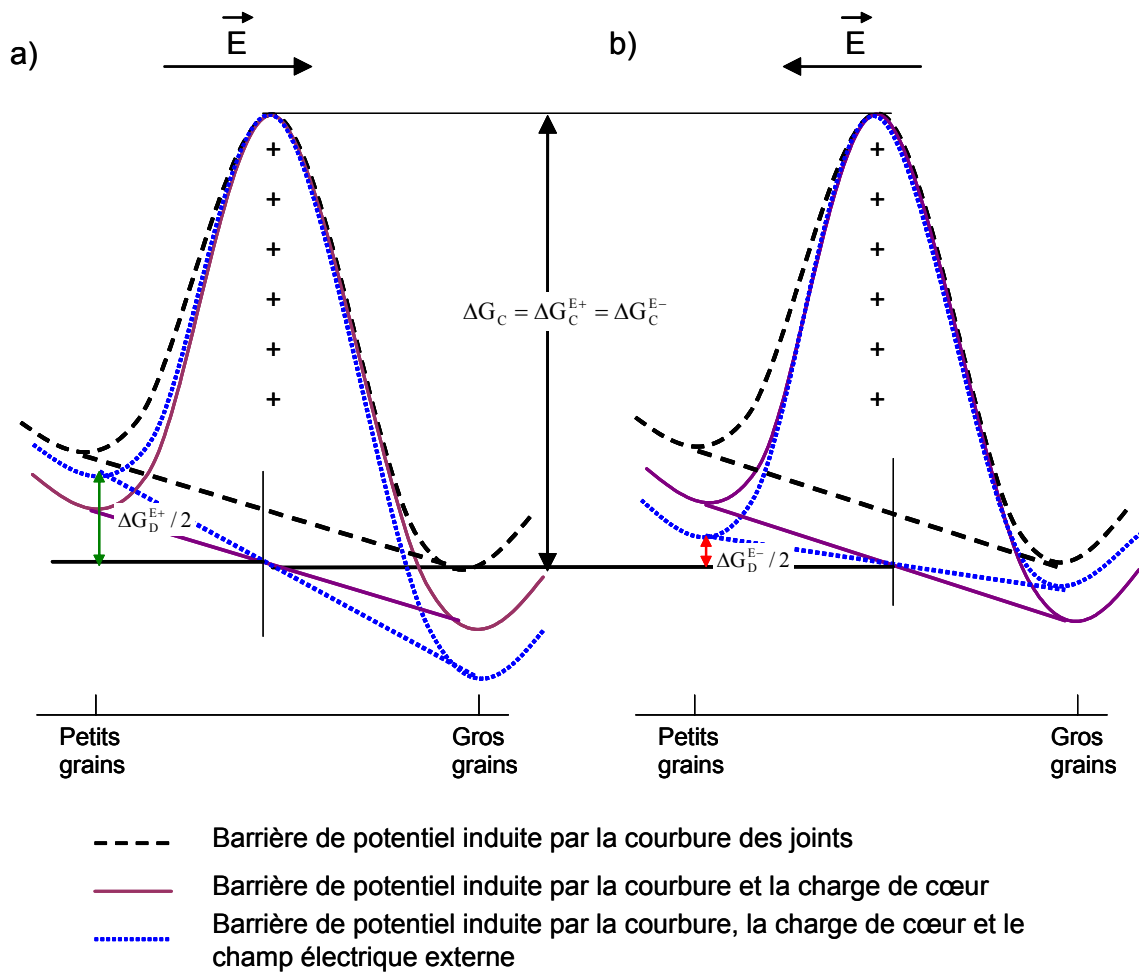 a)
E
b)
E
+ +
+ +
+ +
+ +
+ +
+ +
ΔG_C = ΔG_C^{E+} = ΔG_C^{E−}
ΔG_D^{E+}/2
ΔG_D^{E−}/2
Petits
grains
Gros
grains
Petits
grains
Gros
grains
Barrière de potentiel induite par la courbure des joints
Barrière de potentiel induite par la courbure et la charge de cœur
Barrière de potentiel induite par la courbure, la charge de cœur et le
champ électrique externe